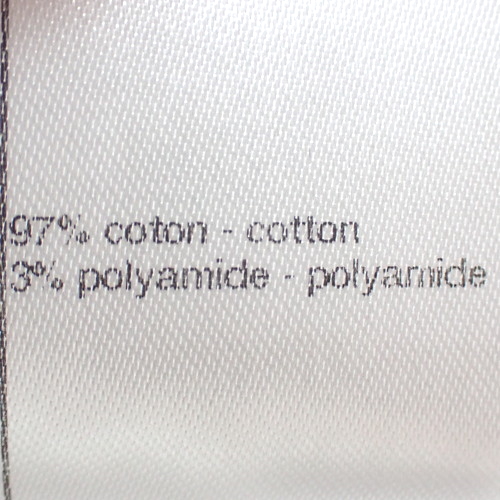 97% coton - cotton
3% polyamide - polyamide